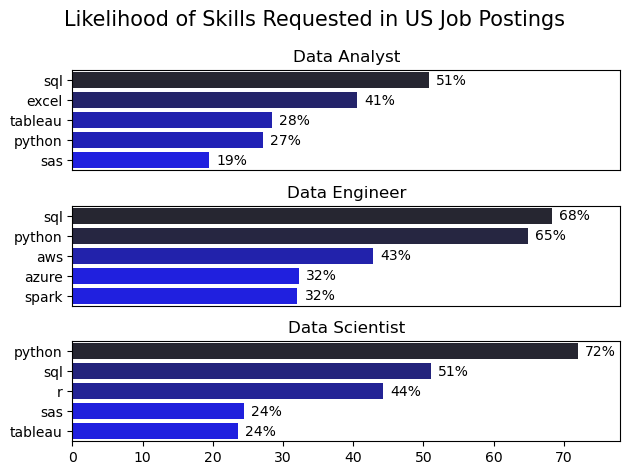 Likelihood of Skills Requested in US Job Postings
Data Analyst
sql 51%
excel 41%
tableau 28%
python 27%
sas 19%
Data Engineer
sql 68%
python 65%
aws 43%
azure 32%
spark 32%
Data Scientist
python 72%
sql 51%
r 44%
sas 24%
tableau 24%
0 10 20 30 40 50 60 70